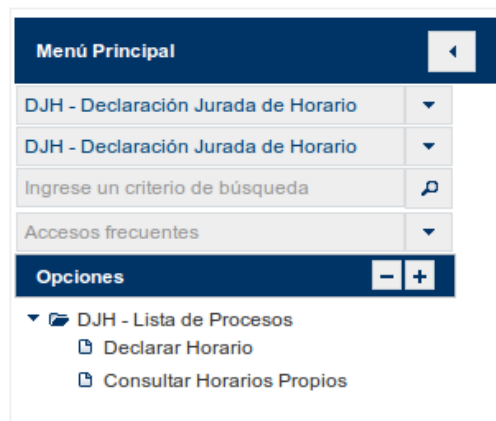 Menú Principal
DJH - Declaración Jurada de Horario
DJH - Declaración Jurada de Horario
Ingrese un criterio de búsqueda
Accesos frecuentes
Opciones
DJH - Lista de Procesos
Declarar Horario
Consultar Horarios Propios